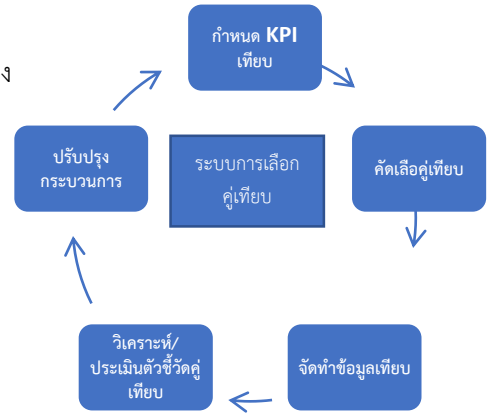 กำหนด KPI
เทียบ
ง
ปรับปรุง
กระบวนการ
ระบบการเลือก
คู่เทียบ
คัดเลือคู่เทียบ
วิเคราะห์/
ประเมินตัวชี้วัดคู่
เทียบ
จัดทำข้อมูลเทียบ